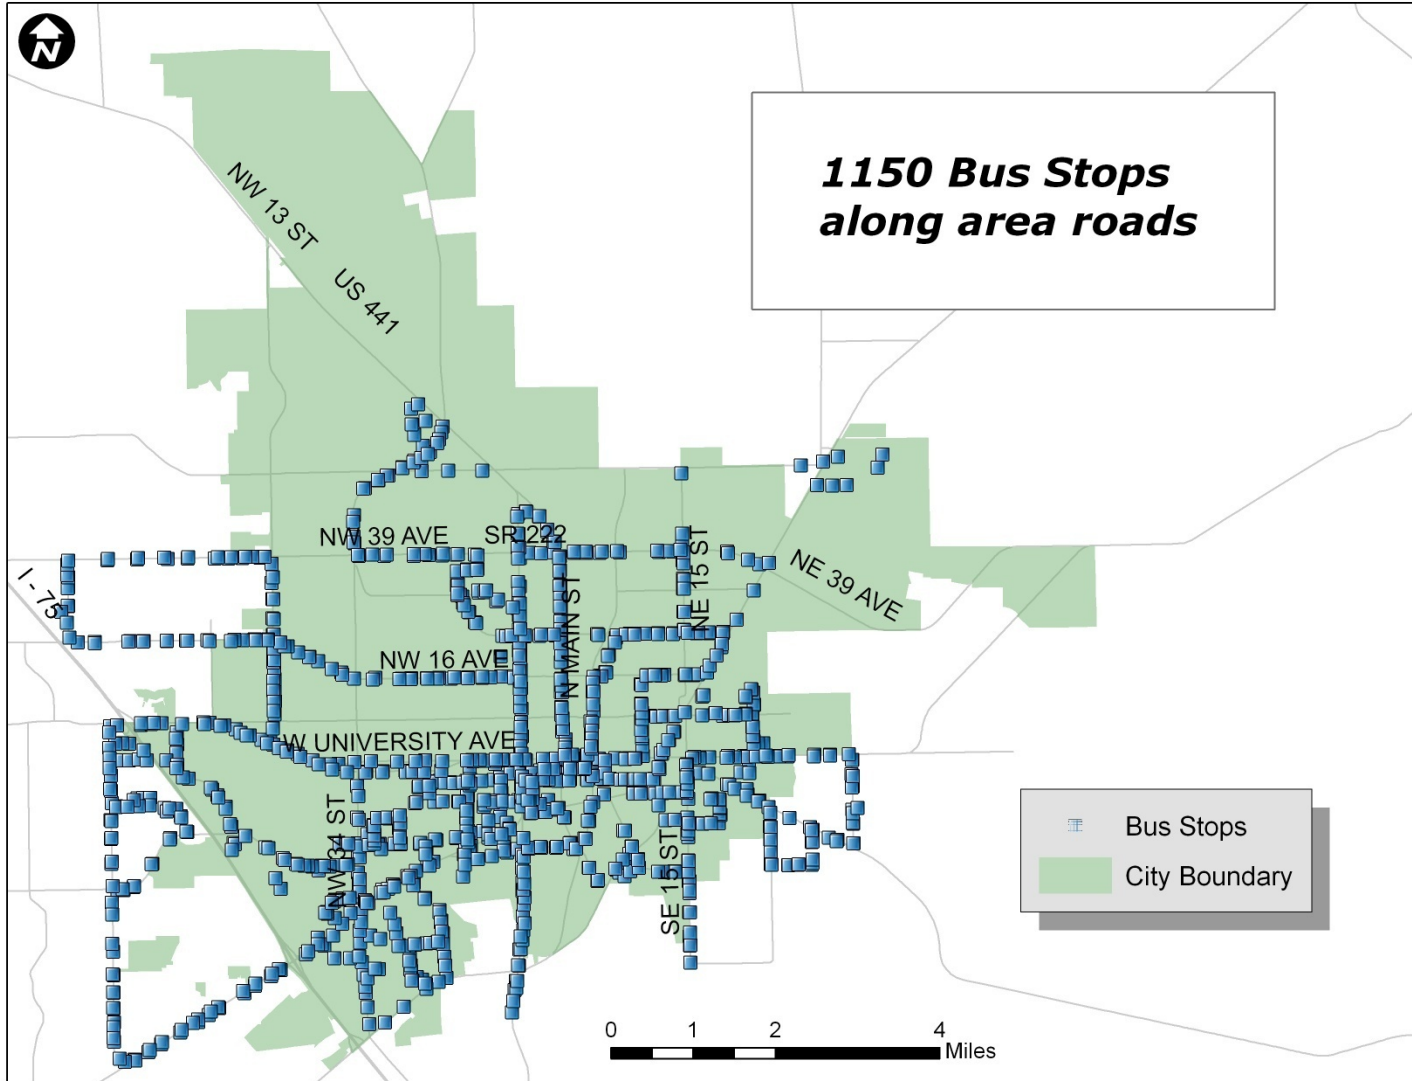 N
1150 Bus Stops
along area roads
NW 13 ST
US 441
NW 39 AVE
SR 222
NE 15 ST
NE 39 AVE
I - 75
N MAIN ST
NW 16 AVE
W UNIVERSITY AVE
NW 34 ST
SE 15 ST
Bus Stops
City Boundary
0 1 2 4
Miles